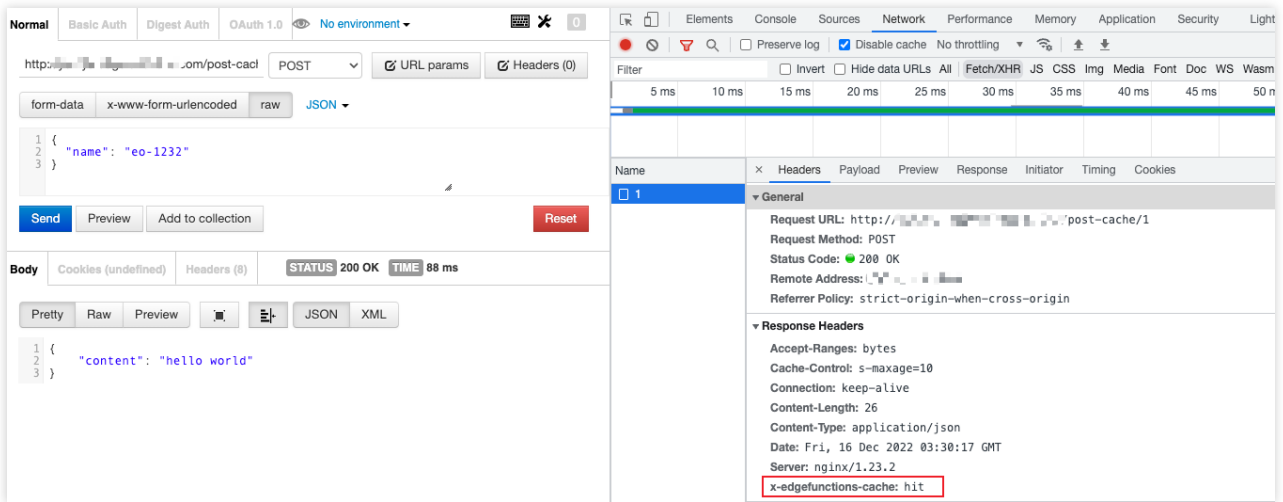 Normal Basic Auth Digest Auth OAuth 1.0 No environment 0
http: .com/post-cacl POST URL params Headers (0)
form-data x-www-form-urlencoded raw JSON
1 {
2 "name": "eo-1232"
3 }
Send Preview Add to collection Reset
Body Cookies (undefined) Headers (8) STATUS 200 OK TIME 88 ms
Pretty Raw Preview JSON XML
1 {
2 "content": "hello world"
3 }
Elements Console Sources Network Performance Memory Application Security Light
Preserve log Disable cache No throttling
Filter Invert Hide data URLs All Fetch/XHR JS CSS Img Media Font Doc WS Wasm
5 ms 10 ms 15 ms 20 ms 25 ms 30 ms 35 ms 40 ms 45 ms 50 m
Name × Headers Payload Preview Response Initiator Timing Cookies
1
General
Request URL: http:// /post-cache/1
Request Method: POST
Status Code: 200 OK
Remote Address:
Referrer Policy: strict-origin-when-cross-origin
Response Headers
Accept-Ranges: bytes
Cache-Control: s-maxage=10
Connection: keep-alive
Content-Length: 26
Content-Type: application/json
Date: Fri, 16 Dec 2022 03:30:17 GMT
Server: nginx/1.23.2
x-edgefunctions-cache: hit